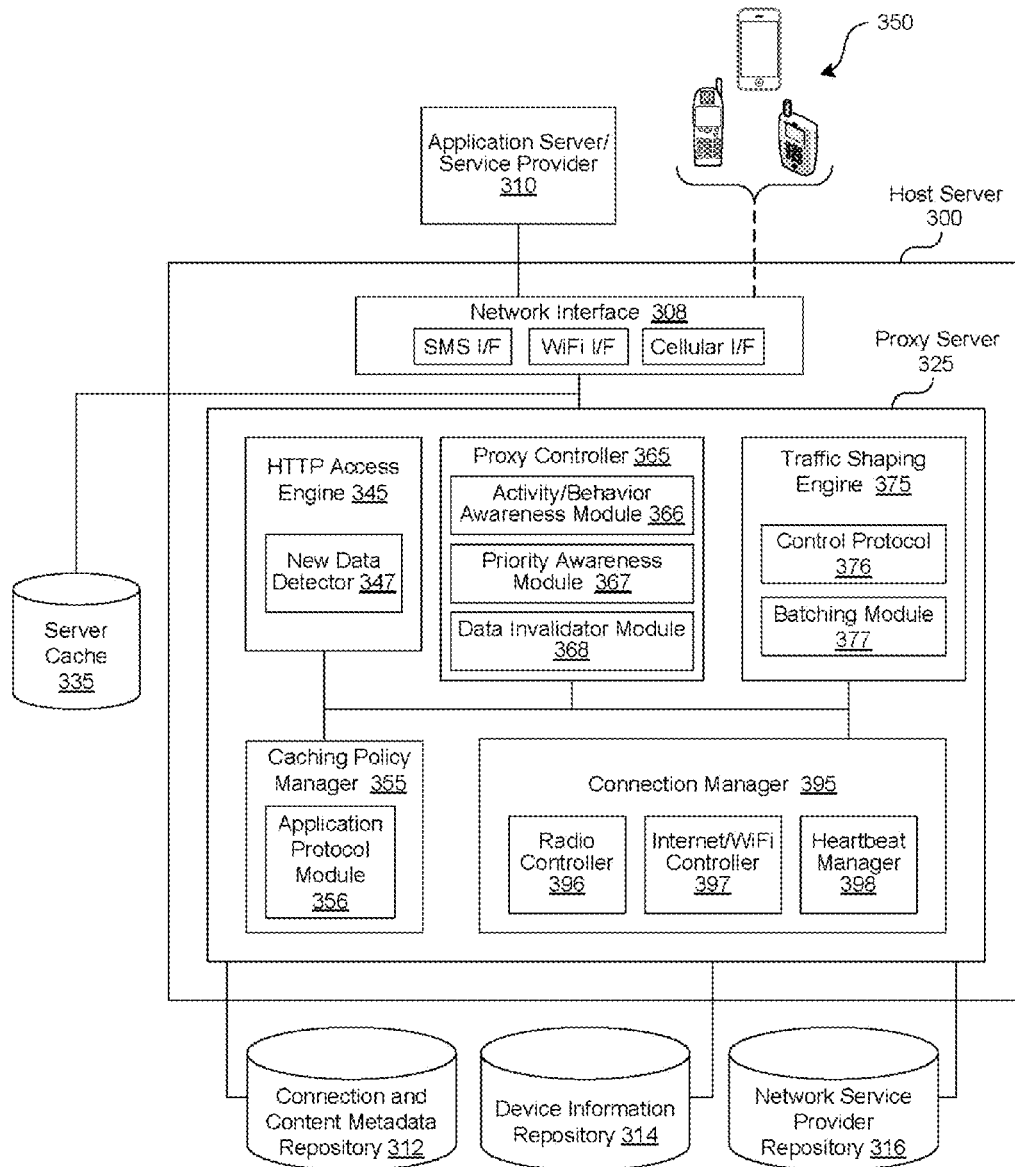 350
Application Server/
Service Provider
310
Host Server
300
Network Interface 308
SMS I/F
WiFi I/F
Cellular I/F
Proxy Server
325
HTTP Access
Engine 345
New Data
Detector 347
Proxy Controller 365
Activity/Behavior
Awareness Module 366
Priority Awareness
Module 367
Data Invalidator Module
368
Traffic Shaping
Engine 375
Control Protocol
376
Batching Module
377
Server
Cache
335
Caching Policy
Manager 355
Application
Protocol
Module
356
Connection Manager 395
Radio
Controller
396
Internet/WiFi
Controller
397
Heartbeat
Manager
398
Connection and
Content Metadata
Repository 312
Device Information
Repository 314
Network Service
Provider
Repository 316